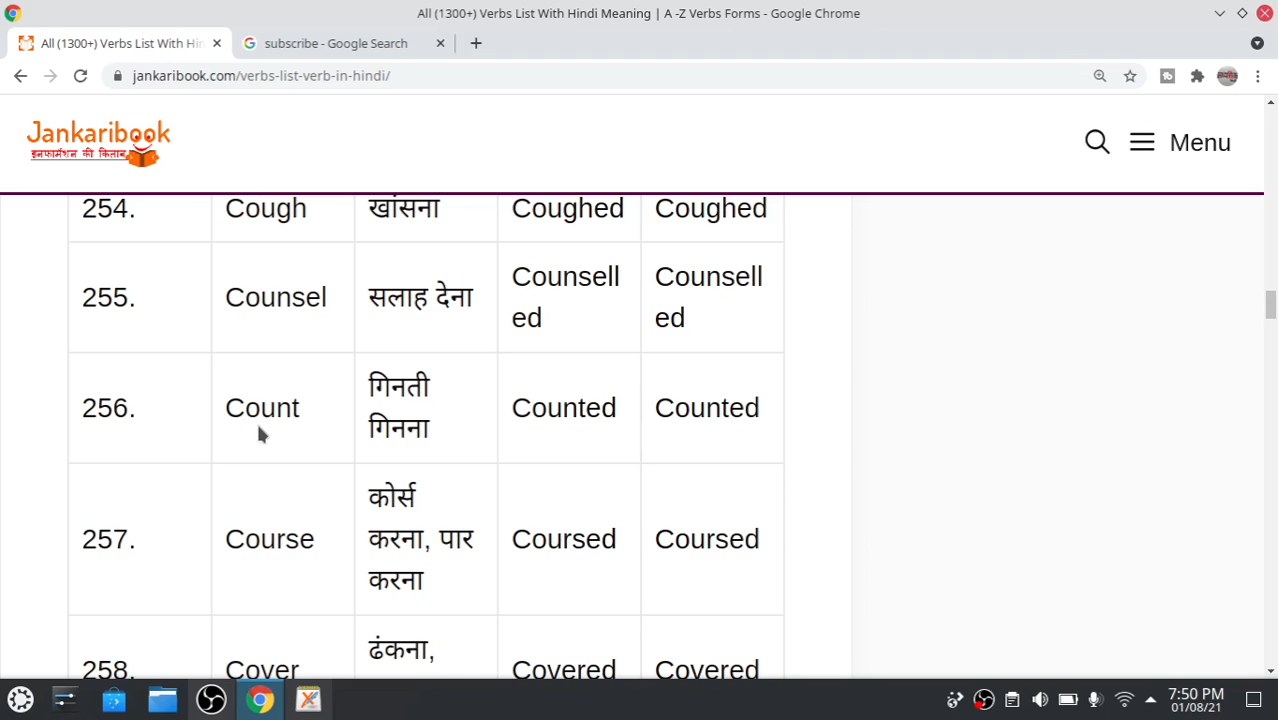 All (1300+) Verbs List With Hindi Meaning | A -Z Verbs Forms - Google Chrome
All (1300+) Verbs List With Hin
subscribe - Google Search
jankaribook.com/verbs-list-verb-in-hindi/
Jankaribook
इनफार्मेशन की किताब
Menu
254. Cough खांसना Coughed Coughed
255. Counsel सलाह देना Counsell Counsell
ed ed
256. Count गिनती Counted Counted
गिनना
257. Course कोर्स Coursed Coursed
करना, पार
करना
258. Cover ढंकना, Covered Covered
7:50 PM
01/08/21